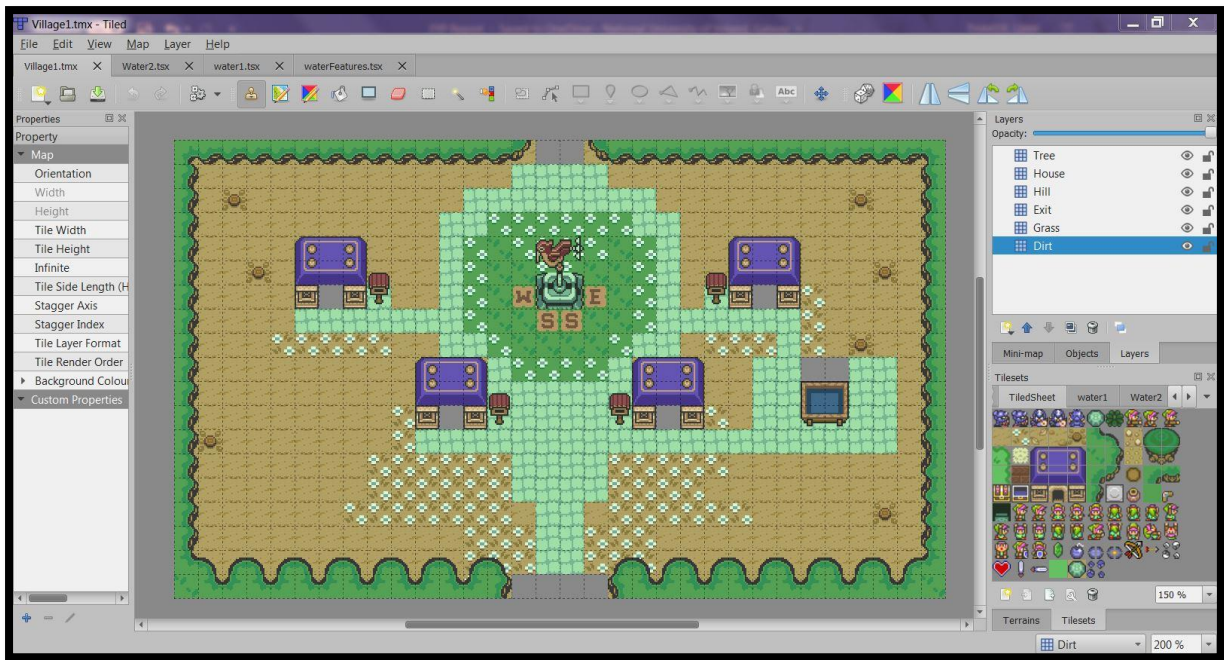 Village1.tmx - Tiled
File Edit View Map Layer Help
Village1.tmx X Water2.tsx X water1.tsx X waterFeatures.tsx X
Abc
Properties
Property
Map
Orientation
Width
Height
Tile Width
Tile Height
Infinite
Tile Side Length (H
Stagger Axis
Stagger Index
Tile Layer Format
Tile Render Order
Background Colou
Custom Properties
W E
S S
Layers
Opacity:
Tree
House
Hill
Exit
Grass
Dirt
Mini-map Objects Layers
Tilesets
TiledSheet water1 Water2
150 %
Terrains Tilesets
Dirt 200 %